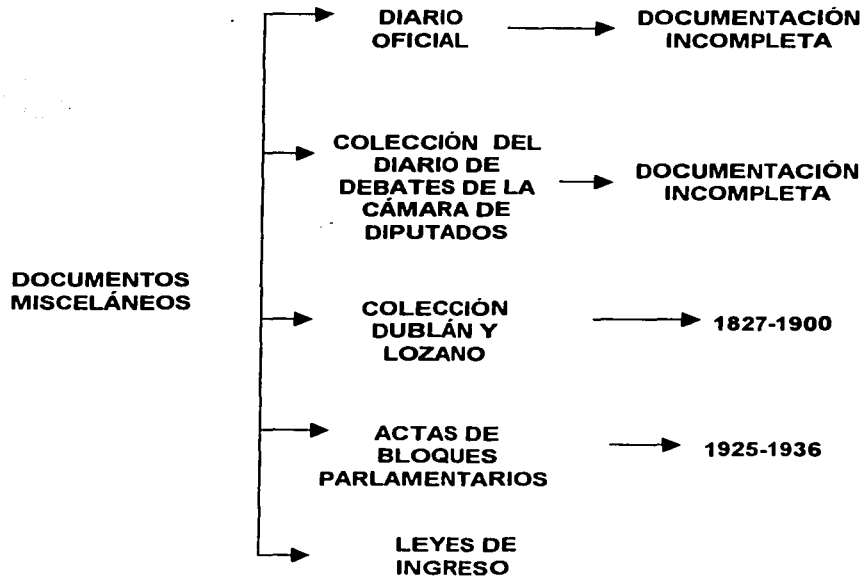 DIARIO
OFICIAL
DOCUMENTACIÓN
INCOMPLETA
COLECCIÓN DEL
DIARIO DE
DEBATES DE LA
CÁMARA DE
DIPUTADOS
DOCUMENTACIÓN
INCOMPLETA
DOCUMENTOS
MISCELÁNEOS
COLECCIÓN
DUBLÁN Y
LOZANO
1827-1900
ACTAS DE
BLOQUES
PARLAMENTARIOS
1925-1936
LEYES DE
INGRESO